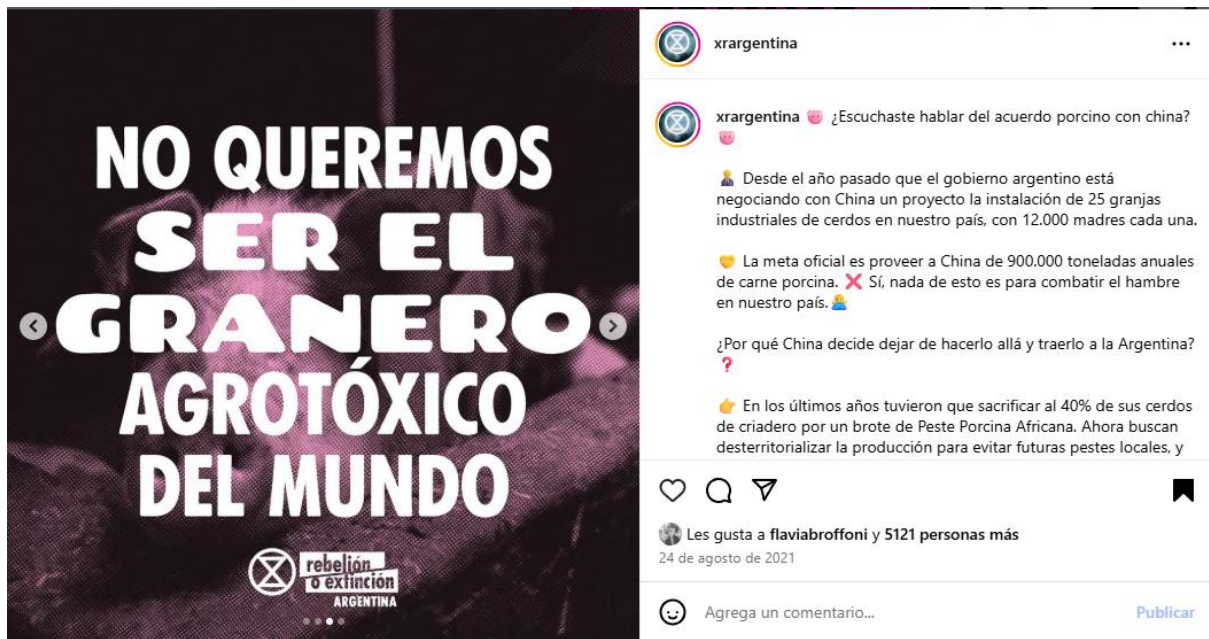 NO QUEREMOS
SER EL
GRANERO
AGROTÓXICO
DEL MUNDO
rebelión
o extinción
ARGENTINA
xrargentina
xrargentina 🐽 ¿Escuchaste hablar del acuerdo porcino con china?
🐽
🤵 Desde el año pasado que el gobierno argentino está
negociando con China un proyecto la instalación de 25 granjas
industriales de cerdos en nuestro país, con 12.000 madres cada una.
🤝 La meta oficial es proveer a China de 900.000 toneladas anuales
de carne porcina. ❌ Sí, nada de esto es para combatir el hambre
en nuestro país. 🙅
¿Por qué China decide dejar de hacerlo allá y traerlo a la Argentina?
❓
👉 En los últimos años tuvieron que sacrificar al 40% de sus cerdos
de criadero por un brote de Peste Porcina Africana. Ahora buscan
desterritorializar la producción para evitar futuras pestes locales, y
Les gusta a flaviabroffoni y 5121 personas más
24 de agosto de 2021
Agrega un comentario...
Publicar